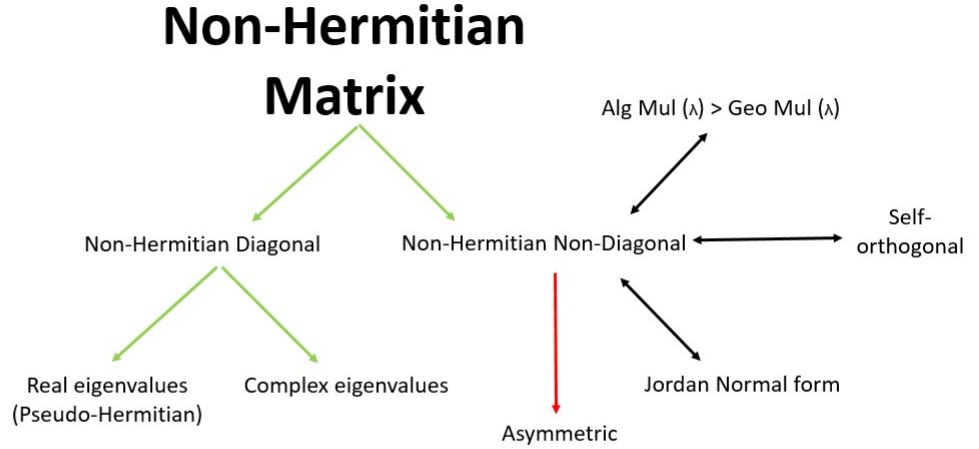 Non-Hermitian
Matrix
Alg Mul (λ) > Geo Mul (λ)
Non-Hermitian Diagonal
Non-Hermitian Non-Diagonal
Self-
orthogonal
Real eigenvalues
(Pseudo-Hermitian)
Complex eigenvalues
Jordan Normal form
Asymmetric